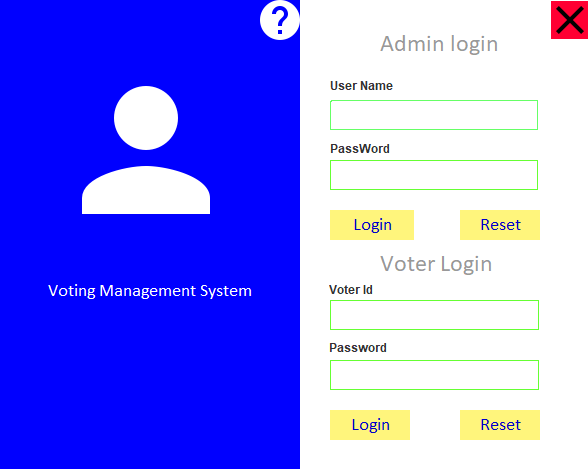 ?
Voting Management System
Admin login
User Name
PassWord
Login Reset
Voter Login
Voter Id
Password
Login Reset